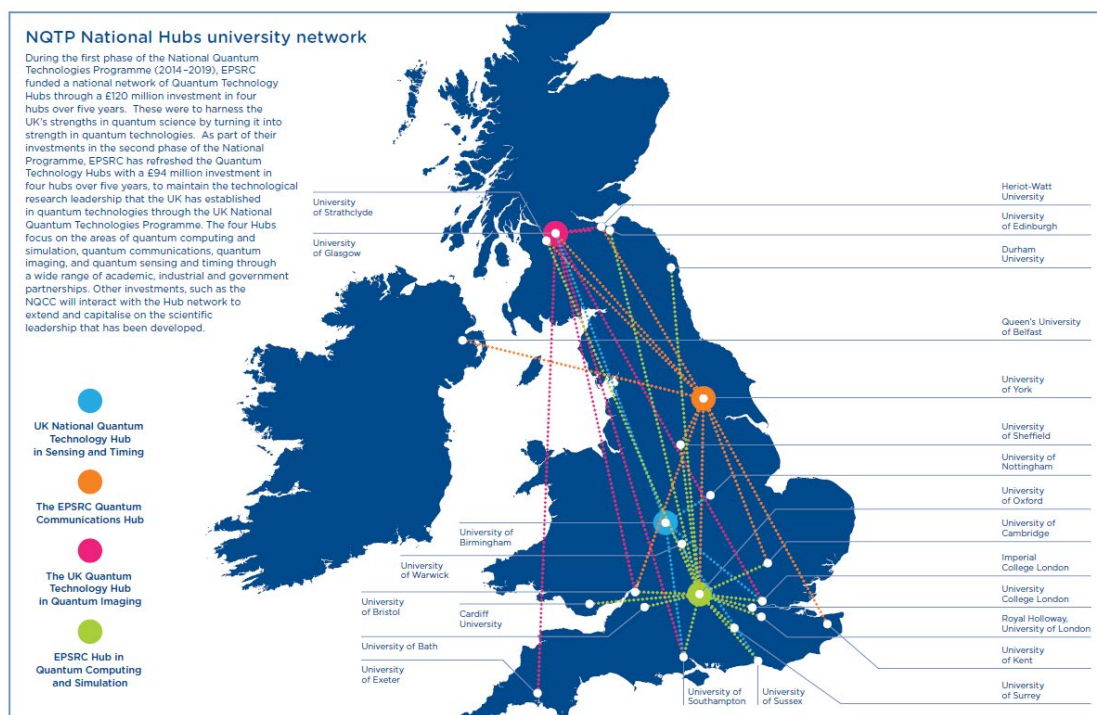 NQTP National Hubs university network
During the first phase of the National Quantum
Technologies Programme (2014–2019), EPSRC
funded a national network of Quantum Technology
Hubs through a £120 million investment in four
hubs over five years. These were to harness the
UK's strengths in quantum science by turning it into
strength in quantum technologies. As part of their
investments in the second phase of the National
Programme, EPSRC has refreshed the Quantum
Technology Hubs with a £94 million investment in
four hubs over five years, to maintain the technological
research leadership that the UK has established
in quantum technologies through the UK National
Quantum Technologies Programme. The four Hubs
focus on the areas of quantum computing and
simulation, quantum communications, quantum
imaging, and quantum sensing and timing through
a wide range of academic, industrial and government
partnerships. Other investments, such as the
NQCC will interact with the Hub network to
extend and capitalise on the scientific
leadership that has been developed.
University
of Strathclyde
University
of Glasgow
Heriot-Watt
University
University
of Edinburgh
Durham
University
Queen's University
of Belfast
University
of York
University
of Sheffield
University of
Nottingham
University
of Oxford
University of
Cambridge
Imperial
College London
University
College London
Royal Holloway,
University of London
University
of Kent
University
of Surrey
UK National Quantum
Technology Hub
in Sensing and Timing
The EPSRC Quantum
Communications Hub
The UK Quantum
Technology Hub
in Quantum Imaging
EPSRC Hub in
Quantum Computing
and Simulation
University of
Birmingham
University
of Warwick
University
of Bristol
Cardiff
University
University of Bath
University
of Exeter
University of
Southampton
University
of Sussex